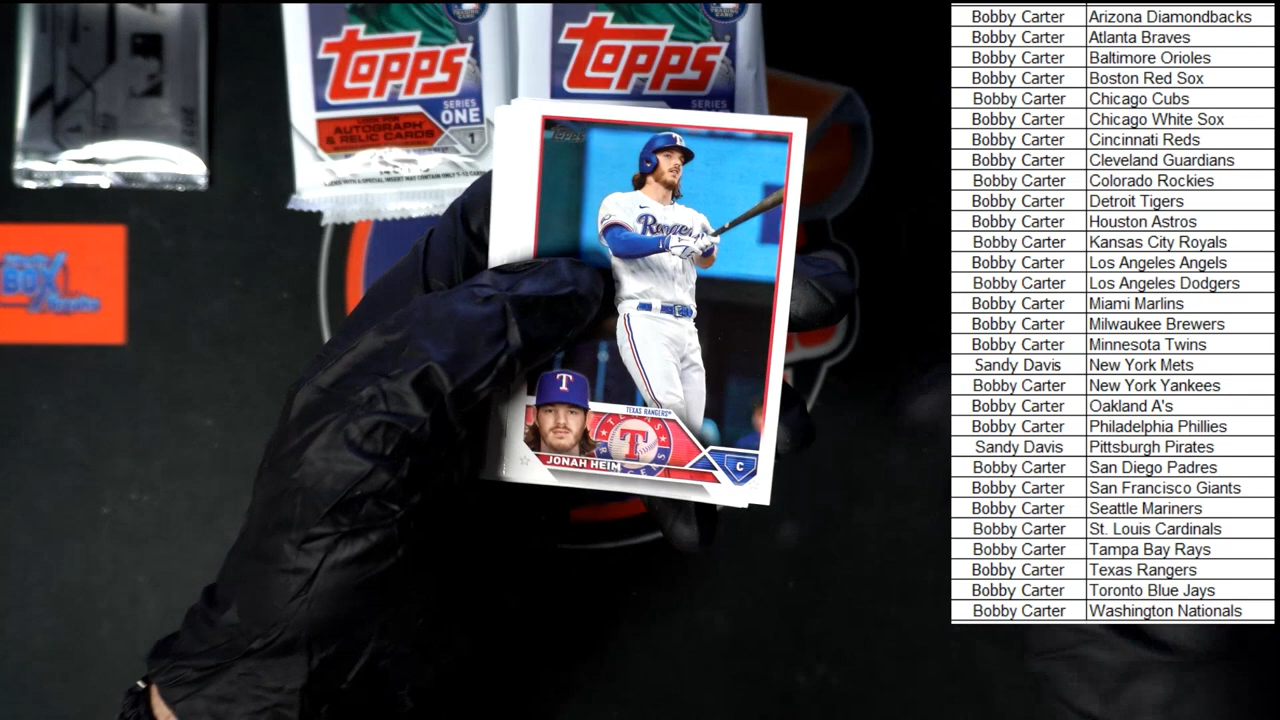 TOPPS
SERIES
ONE
AUTOGRAPH
& RELIC CARDS
1
TOPPS
SERIES
Topps
T
Rangers
BOX
T
TEXAS RANGERS
T
JONAH HEIM
C
Bobby Carter Arizona Diamondbacks
Bobby Carter Atlanta Braves
Bobby Carter Baltimore Orioles
Bobby Carter Boston Red Sox
Bobby Carter Chicago Cubs
Bobby Carter Chicago White Sox
Bobby Carter Cincinnati Reds
Bobby Carter Cleveland Guardians
Bobby Carter Colorado Rockies
Bobby Carter Detroit Tigers
Bobby Carter Houston Astros
Bobby Carter Kansas City Royals
Bobby Carter Los Angeles Angels
Bobby Carter Los Angeles Dodgers
Bobby Carter Miami Marlins
Bobby Carter Milwaukee Brewers
Bobby Carter Minnesota Twins
Sandy Davis New York Mets
Bobby Carter New York Yankees
Bobby Carter Oakland A's
Bobby Carter Philadelphia Phillies
Sandy Davis Pittsburgh Pirates
Bobby Carter San Diego Padres
Bobby Carter San Francisco Giants
Bobby Carter Seattle Mariners
Bobby Carter St. Louis Cardinals
Bobby Carter Tampa Bay Rays
Bobby Carter Texas Rangers
Bobby Carter Toronto Blue Jays
Bobby Carter Washington Nationals